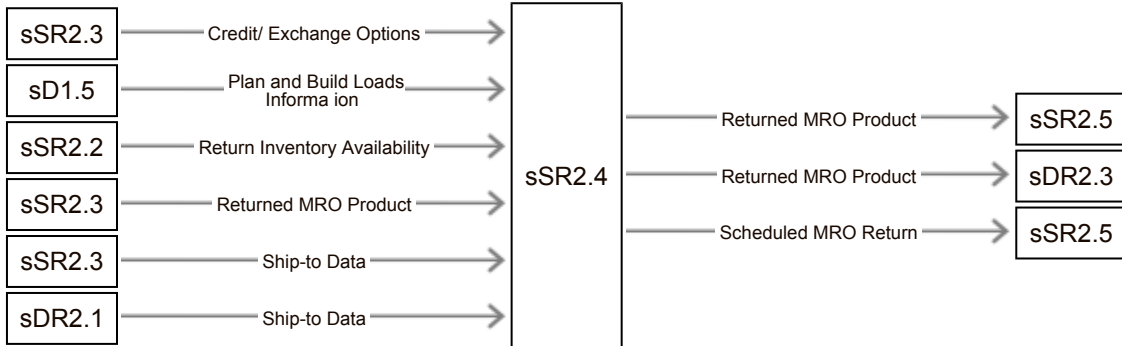 sSR2.3
Credit/ Exchange Options
sD1.5
Plan and Build Loads
Informa ion
sSR2.2
Return Inventory Availability
sSR2.3
Returned MRO Product
sSR2.3
Ship-to Data
sDR2.1
Ship-to Data
sSR2.4
Returned MRO Product
sSR2.5
Returned MRO Product
sDR2.3
Scheduled MRO Return
sSR2.5